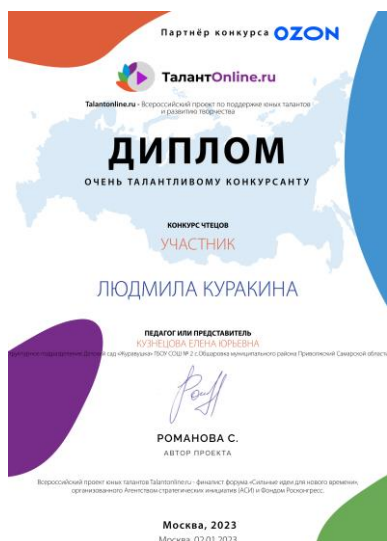 Партнёр конкурса OZON
ТалантOnline.ru
Talantonline.ru - Всероссийский проект по поддержке юных талантов
и развитию творчества
ДИПЛОМ
ОЧЕНЬ ТАЛАНТЛИВОМУ КОНКУРСАНТУ
КОНКУРС ЧТЕЦОВ
УЧАСТНИК
ЛЮДМИЛА КУРАКИНА
ПЕДАГОГ ИЛИ ПРЕДСТАВИТЕЛЬ
КУЗНЕЦОВА ЕЛЕНА ЮРЬЕВНА
структурное подразделение Детский сад «Журавушка» ГБОУ СОШ № 2 с.Обшаровка муниципального района Приволжский Самарской области
РОМАНОВА С.
АВТОР ПРОЕКТА
Всероссийский проект юных талантов Talantonline.ru - финалист форума «Сильные идеи для нового времени»,
организованного Агентством стратегических инициатив (АСИ) и Фондом Росконгресс.
Москва, 2023
Москва, 02.01.2023